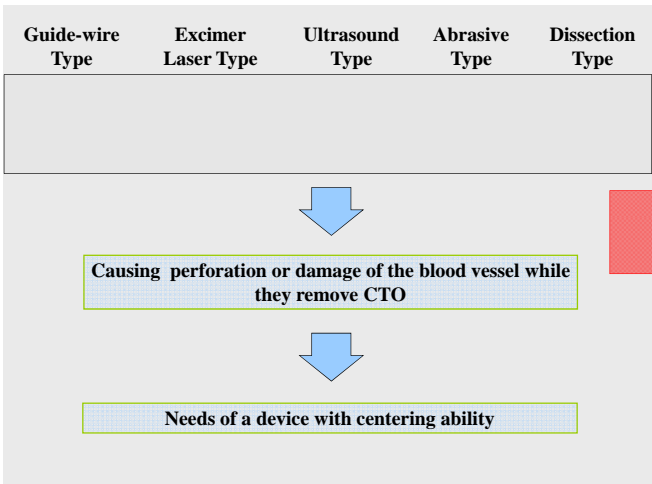 Guide-wire Type Excimer Laser Type Ultrasound Type Abrasive Type Dissection Type
Causing perforation or damage of the blood vessel while
they remove CTO
Needs of a device with centering ability